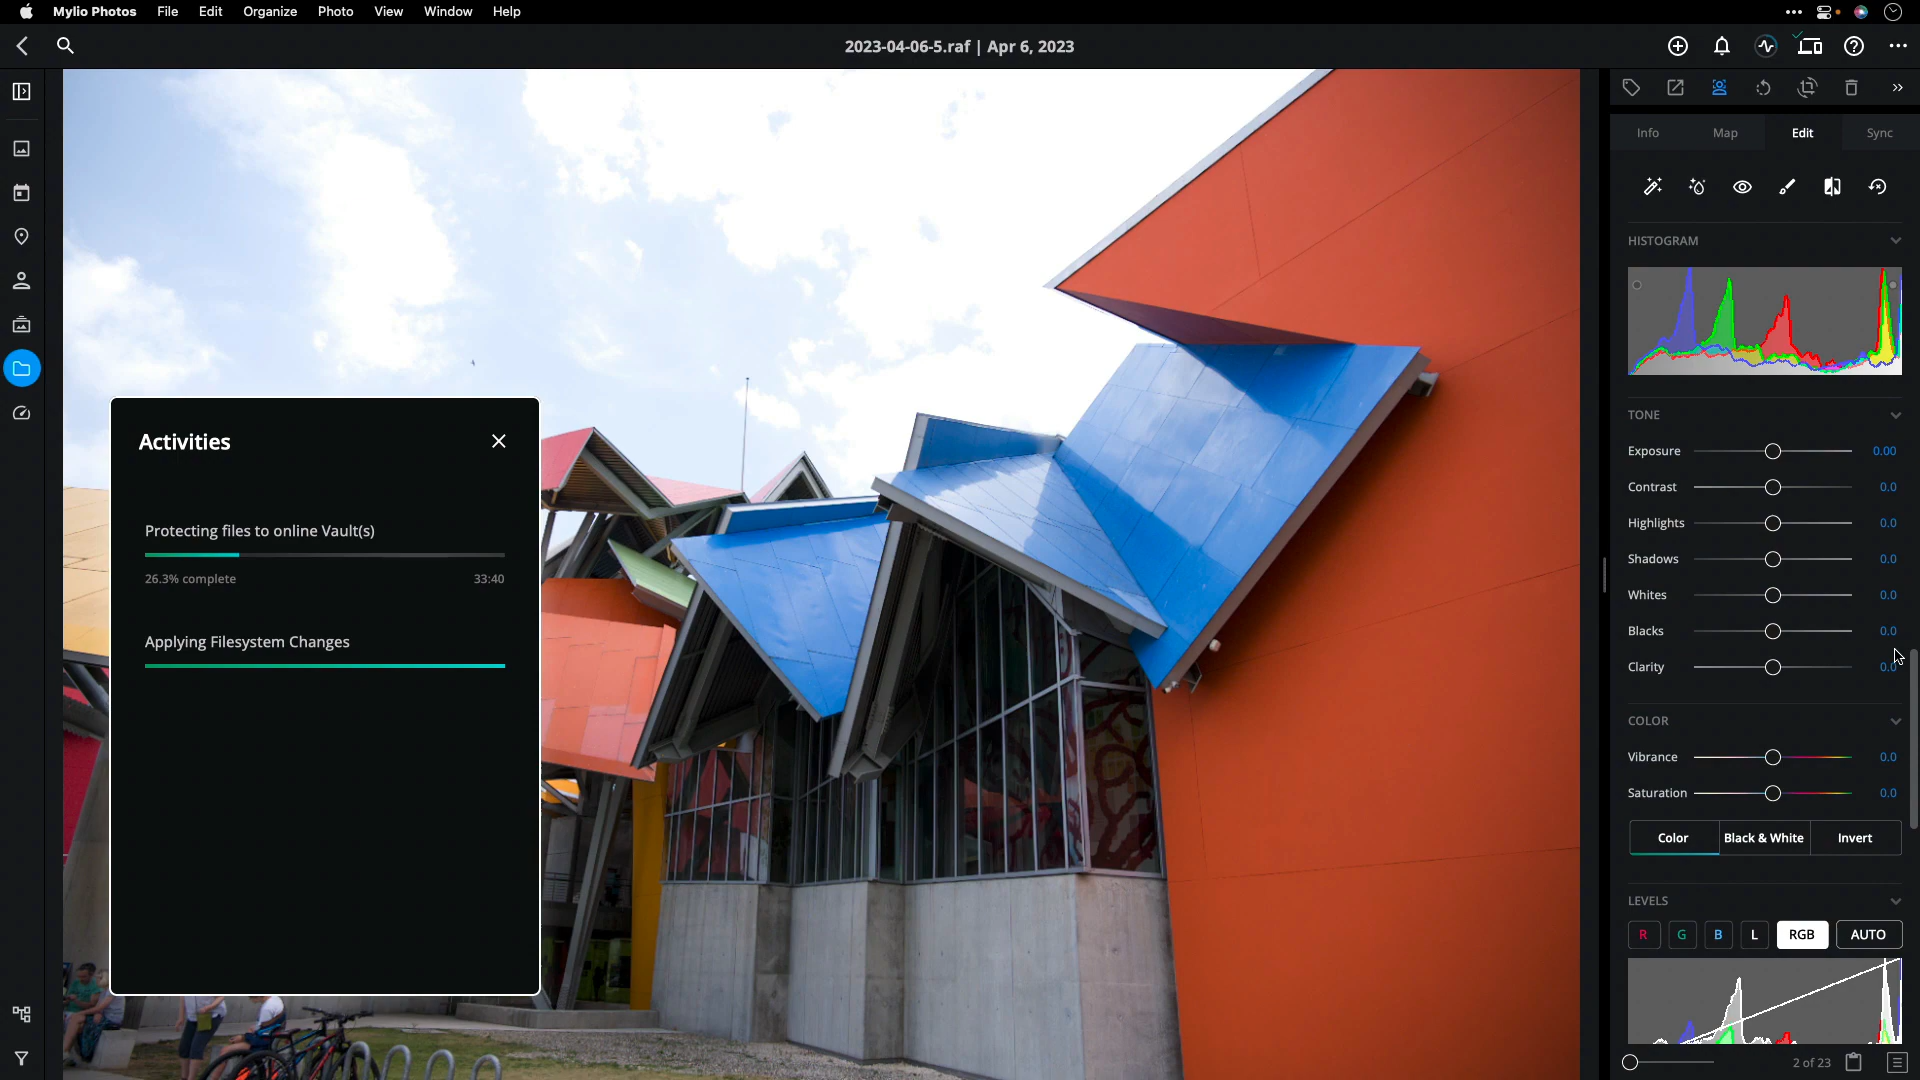 Mylio Photos File Edit Organize Photo View Window Help
2023-04-06-5.raf | Apr 6, 2023
Info Map Edit Sync
HISTOGRAM
TONE
Exposure 0.00
Contrast 0.0
Highlights 0.0
Shadows 0.0
Whites 0.0
Blacks 0.0
Clarity 0.0
COLOR
Vibrance 0.0
Saturation 0.0
Color Black & White Invert
LEVELS
R G B L RGB AUTO
2 of 23
Activities
Protecting files to online Vault(s)
26.3% complete 33:40
Applying Filesystem Changes